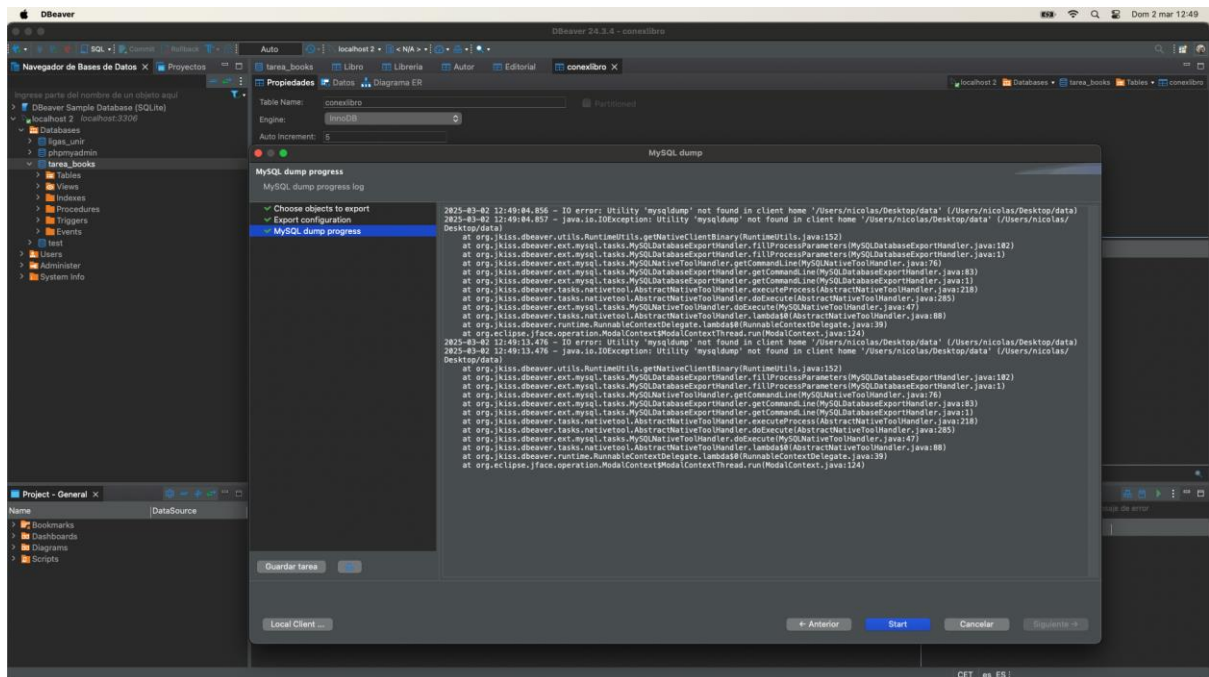 DBeaver
Dom 2 mar 12:49
DBeaver 24.3.4 - conexlibro
SQL
Commit
Rollback
Auto
localhost 2
< N/A >
Navegador de Bases de Datos
Proyectos
tarea_books
Libro
Libreria
Autor
Editorial
conexlibro
Ingrese parte del nombre de un objeto aquí
DBeaver Sample Database (SQLite)
localhost 2 localhost:3306
Databases
ligas_unir
phpmyadmin
tarea_books
Tables
Views
Indexes
Procedures
Triggers
Events
test
Users
Administer
System Info
Propiedades
Datos
Diagrama ER
localhost 2
Databases
tarea_books
Tables
conexlibro
Table Name:
conexlibro
Partitioned
Engine:
InnoDB
Auto Increment:
5
MySQL dump
MySQL dump progress
MySQL dump progress log
Choose objects to export
Export configuration
MySQL dump progress
2025-03-02 12:49:04.856 - IO error: Utility 'mysqldump' not found in client home '/Users/nicolas/Desktop/data' (/Users/nicolas/Desktop/data)
2025-03-02 12:49:04.857 - java.io.IOException: Utility 'mysqldump' not found in client home '/Users/nicolas/Desktop/data' (/Users/nicolas/
Desktop/data)
at org.jkiss.dbeaver.utils.RuntimeUtils.getNativeClientBinary(RuntimeUtils.java:152)
at org.jkiss.dbeaver.ext.mysql.tasks.MySQLDatabaseExportHandler.fillProcessParameters(MySQLDatabaseExportHandler.java:102)
at org.jkiss.dbeaver.ext.mysql.tasks.MySQLDatabaseExportHandler.fillProcessParameters(MySQLDatabaseExportHandler.java:1)
at org.jkiss.dbeaver.ext.mysql.tasks.MySQLNativeToolHandler.getCommandLine(MySQLNativeToolHandler.java:76)
at org.jkiss.dbeaver.ext.mysql.tasks.MySQLDatabaseExportHandler.getCommandLine(MySQLDatabaseExportHandler.java:83)
at org.jkiss.dbeaver.ext.mysql.tasks.MySQLDatabaseExportHandler.getCommandLine(MySQLDatabaseExportHandler.java:1)
at org.jkiss.dbeaver.tasks.nativetool.AbstractNativeToolHandler.executeProcess(AbstractNativeToolHandler.java:218)
at org.jkiss.dbeaver.tasks.nativetool.AbstractNativeToolHandler.doExecute(AbstractNativeToolHandler.java:285)
at org.jkiss.dbeaver.ext.mysql.tasks.MySQLNativeToolHandler.doExecute(MySQLNativeToolHandler.java:47)
at org.jkiss.dbeaver.tasks.nativetool.AbstractNativeToolHandler.lambda$0(AbstractNativeToolHandler.java:88)
at org.jkiss.dbeaver.runtime.RunnableContextDelegate.lambda$0(RunnableContextDelegate.java:39)
at org.eclipse.jface.operation.ModalContext$ModalContextThread.run(ModalContext.java:124)
2025-03-02 12:49:13.476 - IO error: Utility 'mysqldump' not found in client home '/Users/nicolas/Desktop/data' (/Users/nicolas/Desktop/data)
2025-03-02 12:49:13.476 - java.io.IOException: Utility 'mysqldump' not found in client home '/Users/nicolas/Desktop/data' (/Users/nicolas/
Desktop/data)
at org.jkiss.dbeaver.utils.RuntimeUtils.getNativeClientBinary(RuntimeUtils.java:152)
at org.jkiss.dbeaver.ext.mysql.tasks.MySQLDatabaseExportHandler.fillProcessParameters(MySQLDatabaseExportHandler.java:102)
at org.jkiss.dbeaver.ext.mysql.tasks.MySQLDatabaseExportHandler.fillProcessParameters(MySQLDatabaseExportHandler.java:1)
at org.jkiss.dbeaver.ext.mysql.tasks.MySQLNativeToolHandler.getCommandLine(MySQLNativeToolHandler.java:76)
at org.jkiss.dbeaver.ext.mysql.tasks.MySQLDatabaseExportHandler.getCommandLine(MySQLDatabaseExportHandler.java:83)
at org.jkiss.dbeaver.ext.mysql.tasks.MySQLDatabaseExportHandler.getCommandLine(MySQLDatabaseExportHandler.java:1)
at org.jkiss.dbeaver.tasks.nativetool.AbstractNativeToolHandler.executeProcess(AbstractNativeToolHandler.java:218)
at org.jkiss.dbeaver.tasks.nativetool.AbstractNativeToolHandler.doExecute(AbstractNativeToolHandler.java:285)
at org.jkiss.dbeaver.ext.mysql.tasks.MySQLNativeToolHandler.doExecute(MySQLNativeToolHandler.java:47)
at org.jkiss.dbeaver.tasks.nativetool.AbstractNativeToolHandler.lambda$0(AbstractNativeToolHandler.java:88)
at org.jkiss.dbeaver.runtime.RunnableContextDelegate.lambda$0(RunnableContextDelegate.java:39)
at org.eclipse.jface.operation.ModalContext$ModalContextThread.run(ModalContext.java:124)
Project - General
Name
DataSource
Bookmarks
Dashboards
Diagrams
Scripts
Guardar tarea
Local Client ...
Anterior
Start
Cancelar
Siguiente
de error
CET
es_ES